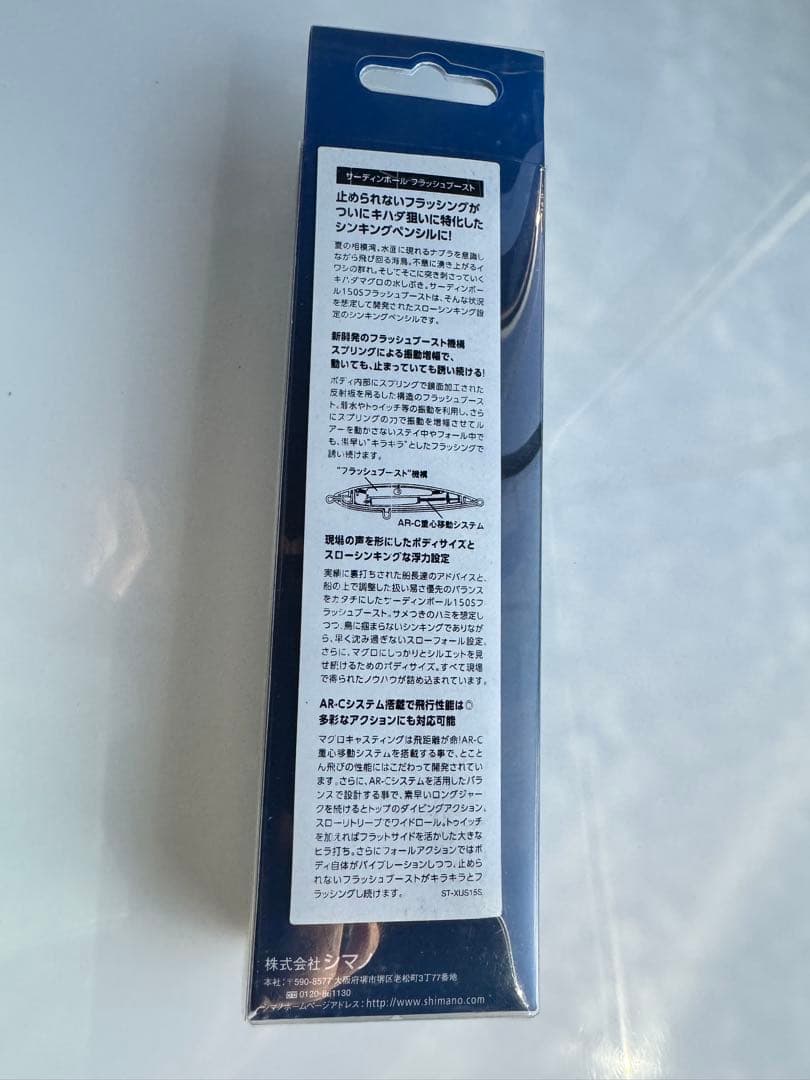 サーディンボール フラッシュブースト
止められないフラッシングが
ついにキハダ狙いに特化した
シンキングペンシルに!
夏の相模湾。水面に現れるナブラを意識し
ながら飛び回る海鳥。不意に湧き上がるイ
ワシの群れ。そしてそこに突き刺さっていく
キハダマグロの水しぶき。サーディンボー
ル150Sフラッシュブーストは、そんな状況
を想定して開発されたスローシンキング設
定のシンキングペンシルです。
新開発のフラッシュブースト機構
スプリングによる振動増幅で、
動いても、止まっていても誘い続ける!
ボディ内部にスプリングで鏡面加工された
反射板を吊るした構造のフラッシュブース
ト。着水やトゥイッチ等の振動を利用し、さら
にスプリングの力で振動を増幅させてル
アーを動かさないステイ中やフォール中で
も、素早い“キラキラ”としたフラッシングで
誘い続けます。
“フラッシュブースト”機構
AR-C重心移動システム
現場の声を形にしたボディサイズと
スローシンキングな浮力設定
実績に裏打ちされた船長達のアドバイスと、
船の上で調整した扱い易さ優先のバランス
をカタチにしたサーディンボール150Sフ
ラッシュブースト。サメつきのハミを想定し
つつ、鳥に掴まらないシンキングでありなが
ら、早く沈み過ぎないスローフォール設定。
さらに、マグロにしっかりとシルエットを見
せ続けるためのボディサイズ。すべて現場
で得られたノウハウが詰め込まれています。
AR-Cシステム搭載で飛行性能は◎
多彩なアクションにも対応可能
マグロキャスティングは飛距離が命!AR-C
重心移動システムを搭載する事で、とことこ
ん飛びの性能にはこだわって開発されてい
ます。さらに、AR-Cシステムを活用したバラ
ンスで設計する事で、素早いロングジャー
クを続けるとトップのダイビングアクション、
スローリトリーブでワイドロール。トゥイッチ
を加えればフラットサイドを活かした大きな
ヒラ打ち。さらにフォールアクションではボ
ディ自体がバイブレーションしつつ、止めら
れないフラッシュブーストがキラキラとフ
ラッシングし続けます。
ST-XUS15S
株式会社シマノ
本社:〒590-8577 大阪府堺市堺区老松町3丁77番地
0120-861130
シマノホームページアドレス:http://www.shimano.com